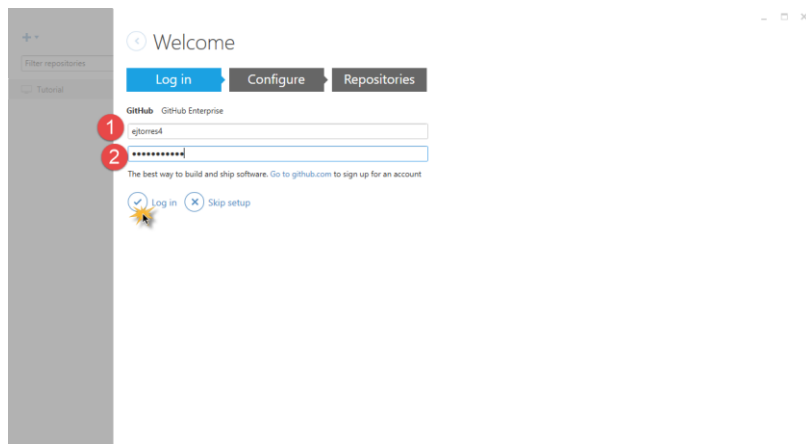 Welcome
Filter repositories
Tutorial
Log in Configure Repositories
GitHub GitHub Enterprise
1 ejtorres4
2 •••••••••••
The best way to build and ship software. Go to github.com to sign up for an account
Log in Skip setup